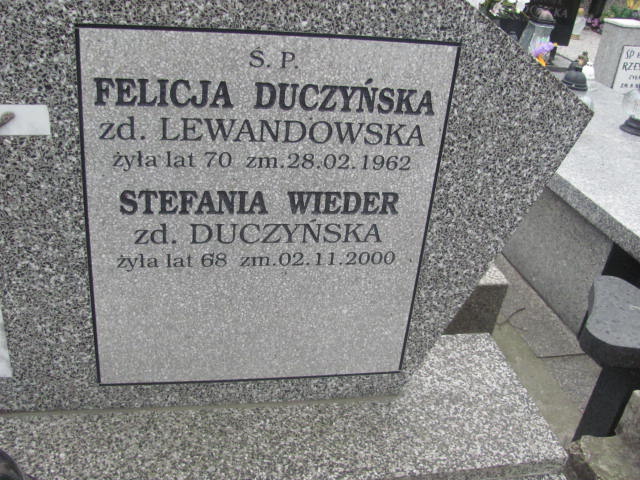 Ś. P.
FELICJA DUCZYŃSKA
zd. LEWANDOWSKA
żyła lat 70 zm.28.02.1962
STEFANIA WIEDER
zd. DUCZYŃSKA
żyła lat 68 zm.02.11.2000
ŚP